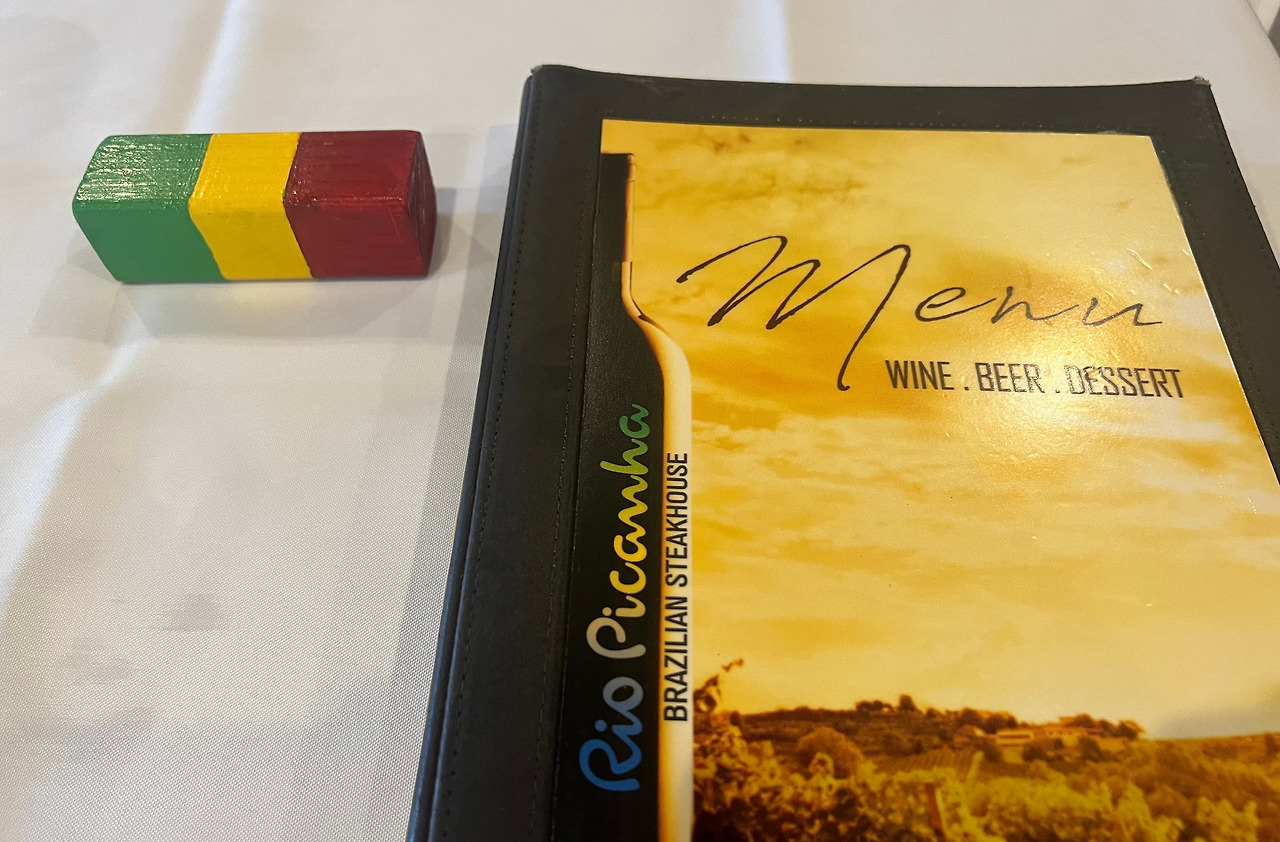 Menu
WINE . BEER . DESSERT
Rio Picanha
BRAZILIAN STEAKHOUSE